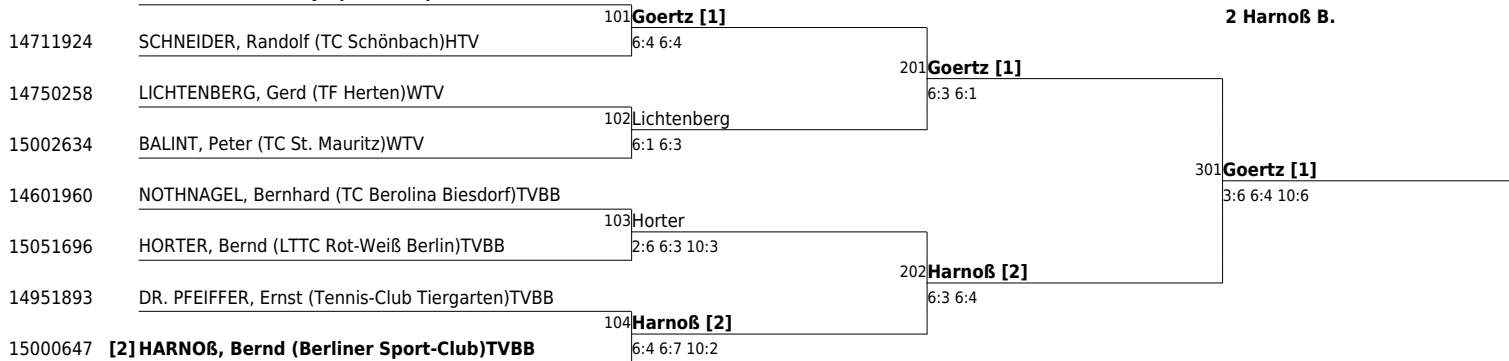 101 Goertz [1]
2 Harnoß B.
14711924 SCHNEIDER, Randolf (TC Schönbach)HTV
6:4 6:4
201 Goertz [1]
14750258 LICHTENBERG, Gerd (TF Herten)WTV
6:3 6:1
102 Lichtenberg
15002634 BALINT, Peter (TC St. Mauritz)WTV
6:1 6:3
301 Goertz [1]
14601960 NOTHNAGEL, Bernhard (TC Berolina Biesdorf)TVBB
3:6 6:4 10:6
103 Horter
15051696 HORTER, Bernd (LTTC Rot-Weiß Berlin)TVBB
2:6 6:3 10:3
202 Harnoß [2]
14951893 DR. PFEIFFER, Ernst (Tennis-Club Tiergarten)TVBB
6:3 6:4
104 Harnoß [2]
15000647 [2] HARNOß, Bernd (Berliner Sport-Club)TVBB
6:4 6:7 10:2